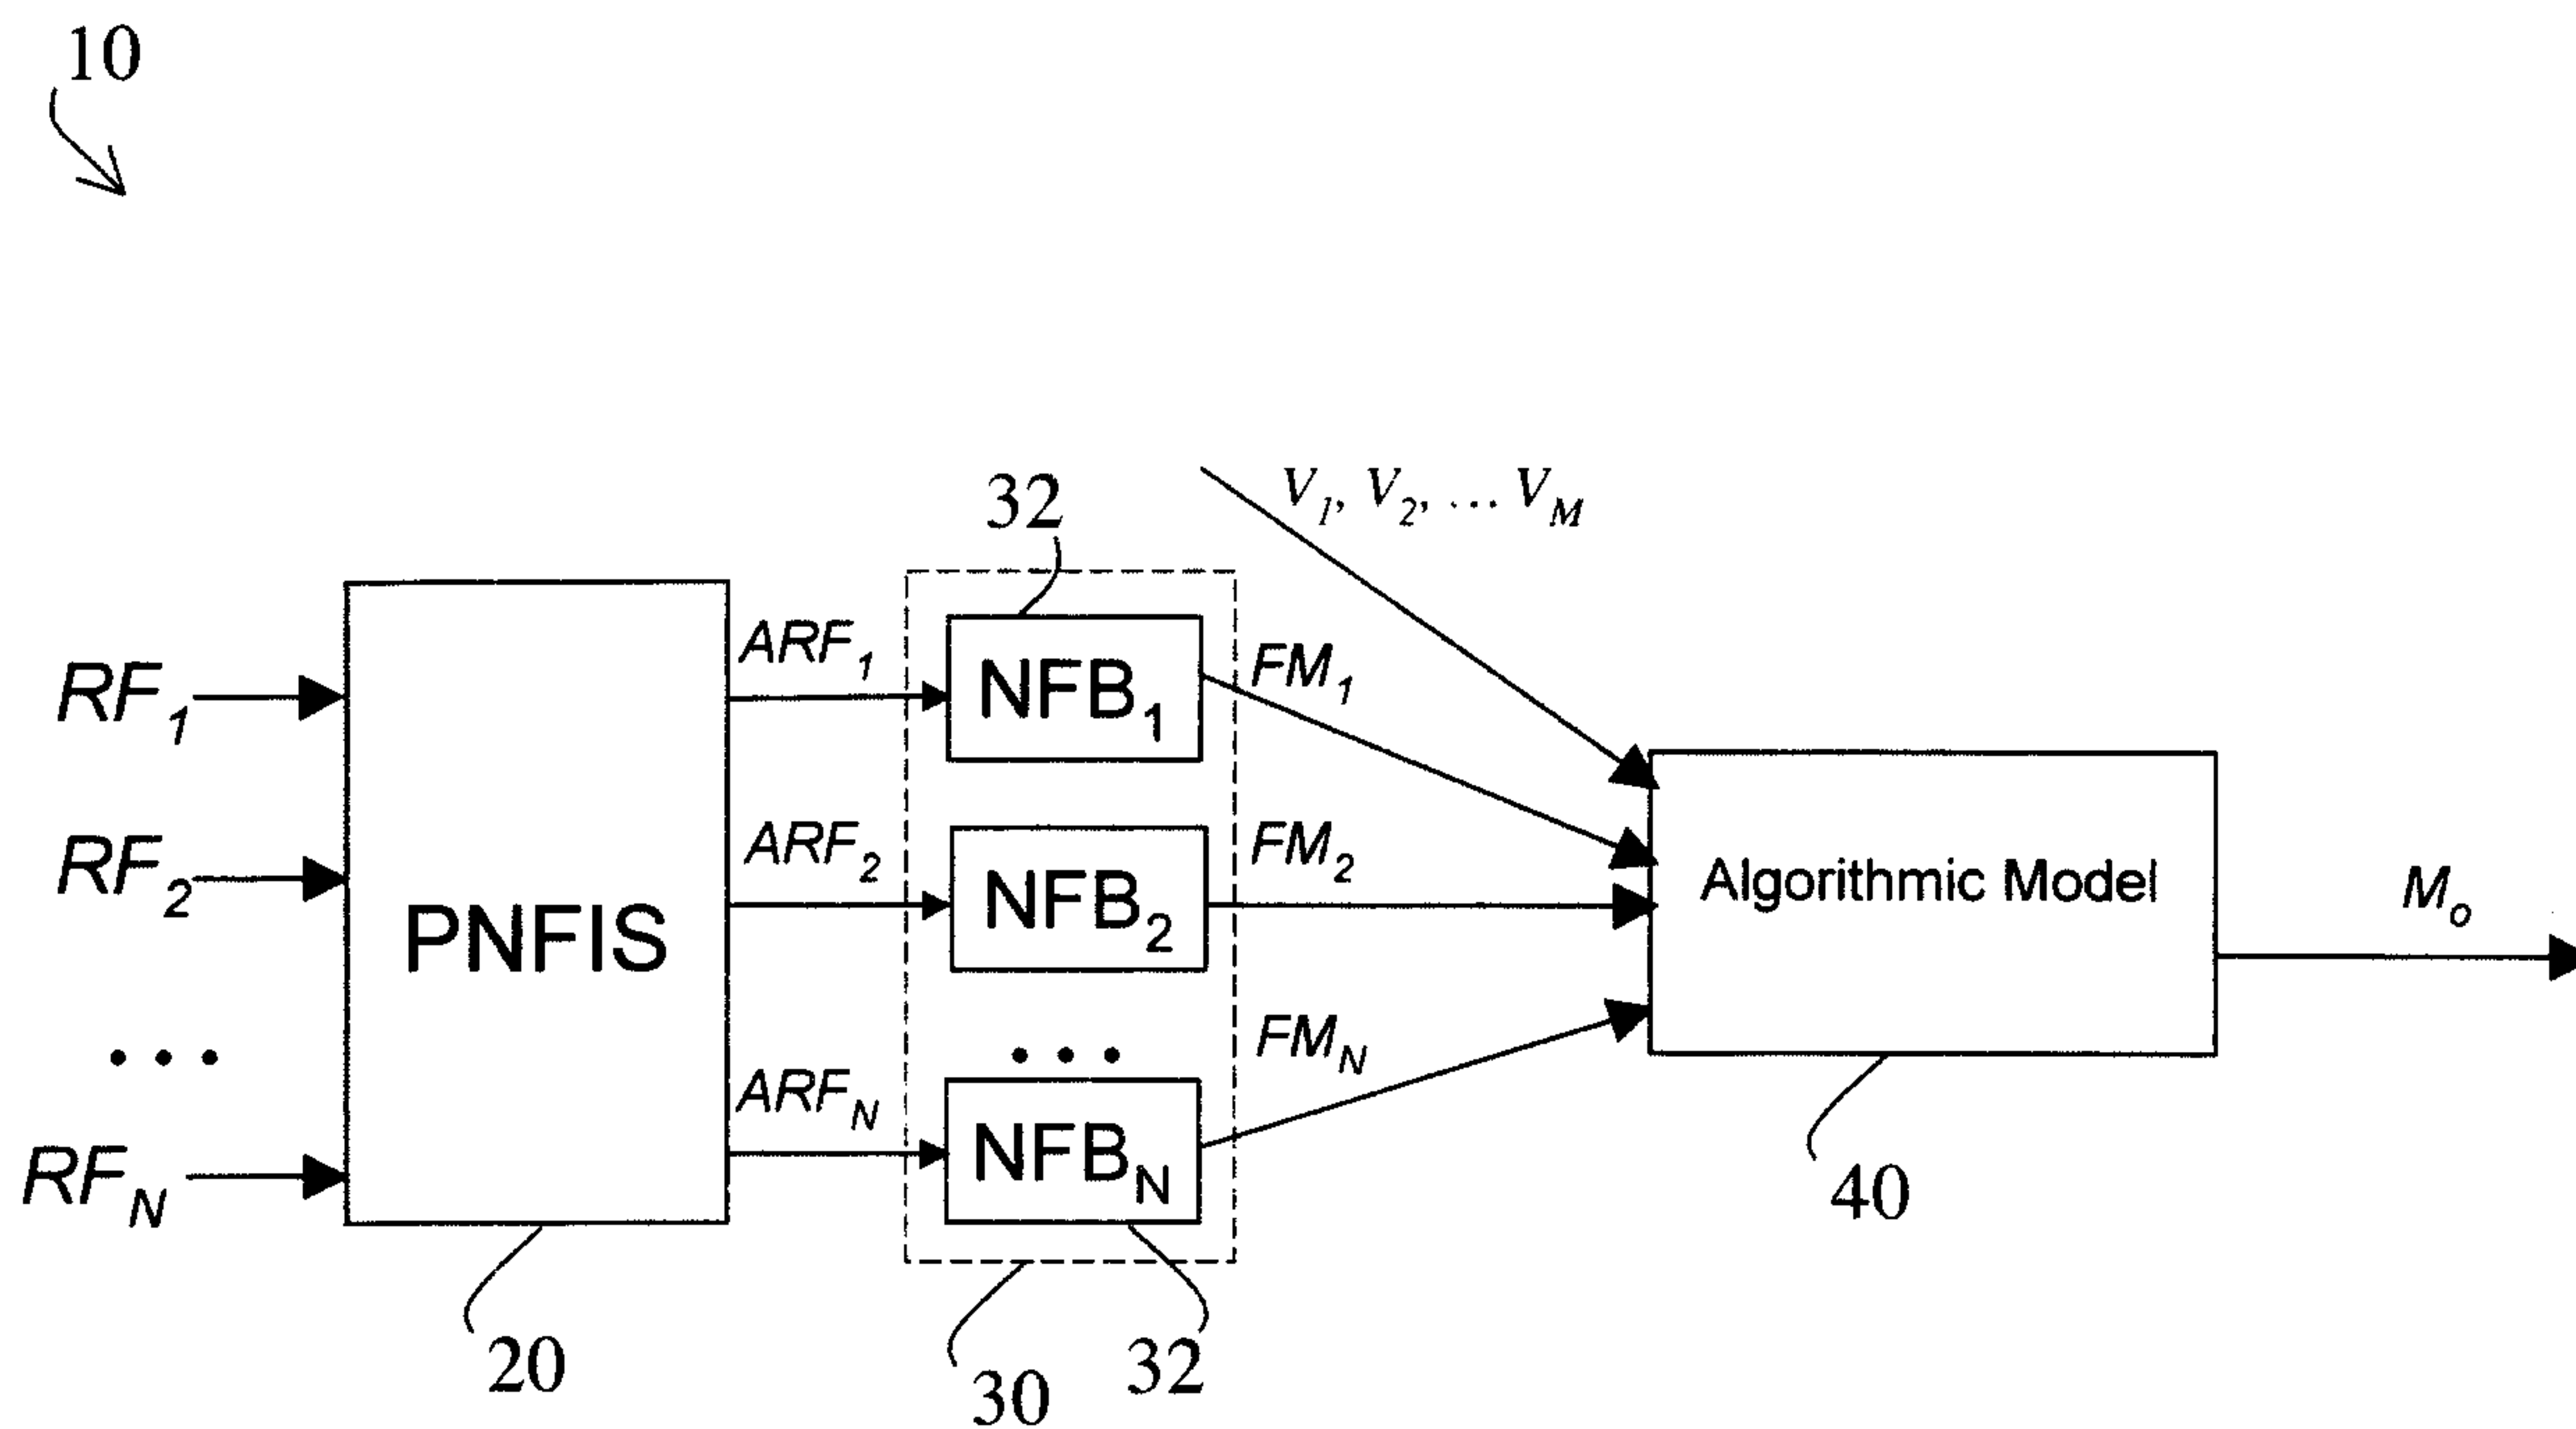 10
32
V1, V2, ... VM
RF1
ARF1
NFB1
FM1
RF2
ARF2
NFB2
FM2
PNFIS
Algorithmic Model
Mo
...
...
RFN
ARFN
NFBN
FMN
20
30
32
40